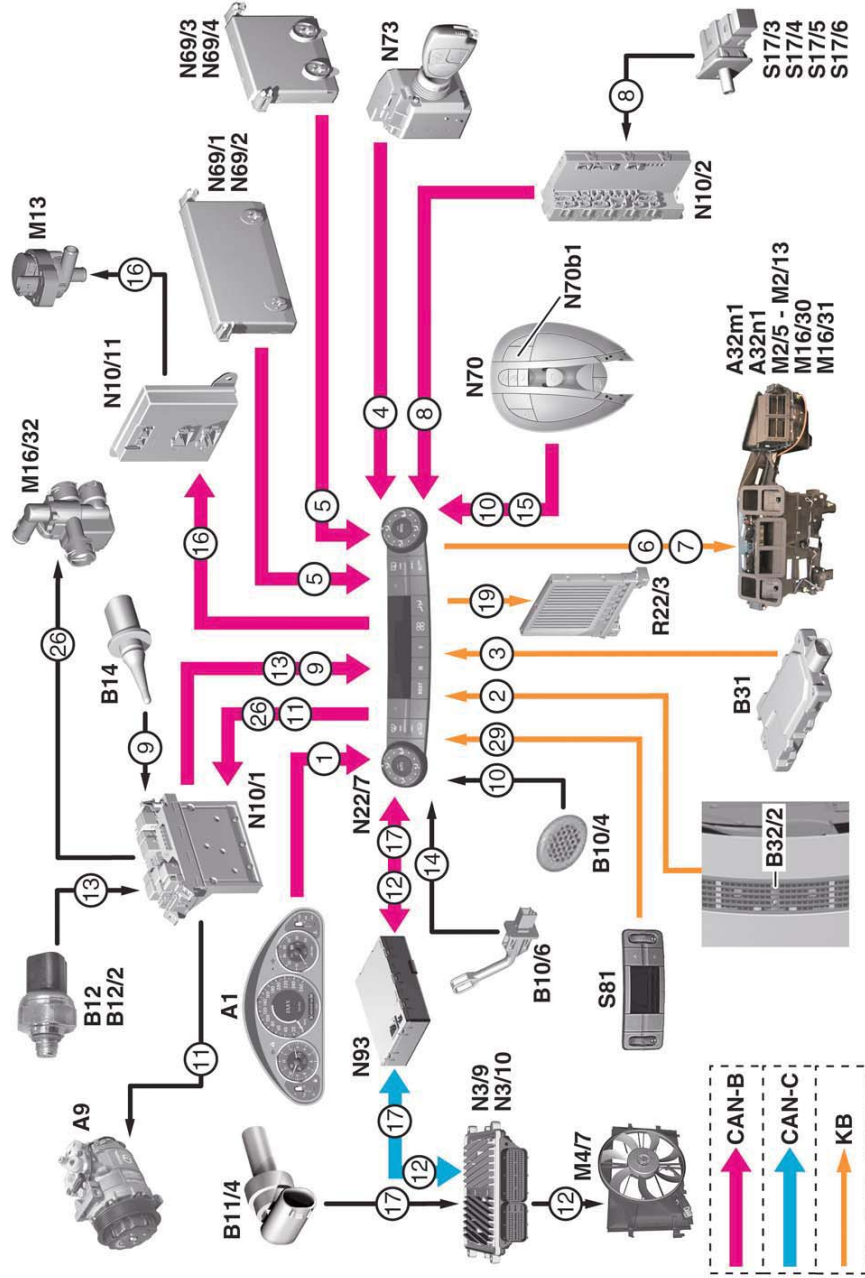 A9
B12
B12/2
13
11
26
B14
9
N10/1
M16/32
N10/11
16
M13
N69/1
N69/2
N69/3
N69/4
N73
B11/4
A1
1
26
11
13
9
16
5
5
4
8
17
N93
17
12
12
17
N22/7
N3/9
N3/10
12
M4/7
B10/6
14
B10/4
10
S81
29
B32/2
2
B31
3
R22/3
19
6
7
10
15
N70
N70b1
A32m1
A32n1
M2/5 - M2/13
M16/30
M16/31
N10/2
8
S17/3
S17/4
S17/5
S17/6
CAN-B
CAN-C
KB